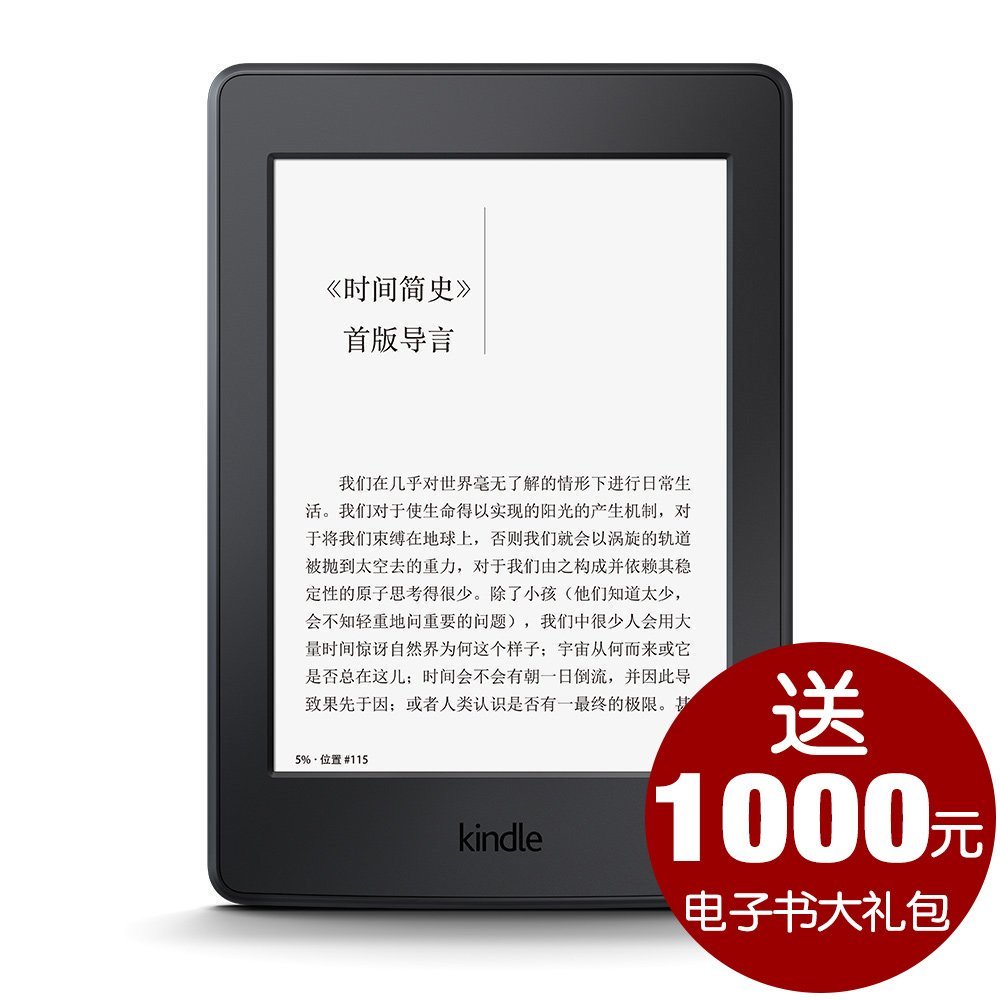 《时间简史》
首版导言
我们在几乎对世界毫无了解的情形下进行日常生
活。我们对于使生命得以实现的阳光的产生机制，对
于将我们束缚在地球上，否则我们就会以涡旋的轨道
被抛到太空去的重力，对于我们由之构成并依赖其稳
定性的原子思考得很少。除了小孩（他们知道太少，
会不知轻重地问重要的问题），我们中很少人会用大
量时间惊讶自然界为何这个样子；宇宙从何而来或它
是否总在这儿；时间会不会有朝一日倒流，并因此导
致果先于因；或者人类认识是否有一最终的极限。甚
5% · 位置 #115
kindle
送
1000元
电子书大礼包